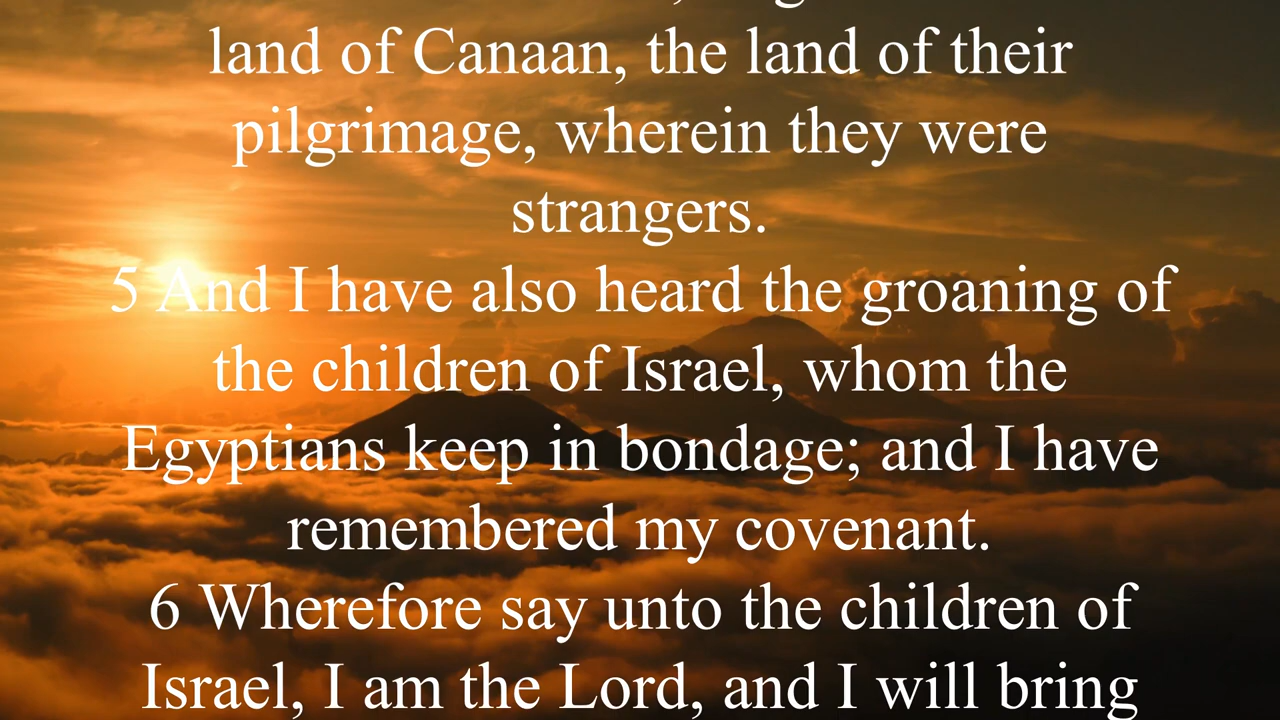 land of Canaan, the land of their
pilgrimage, wherein they were
strangers.
5 And I have also heard the groaning of
the children of Israel, whom the
Egyptians keep in bondage; and I have
remembered my covenant.
6 Wherefore say unto the children of
Israel, I am the Lord, and I will bring